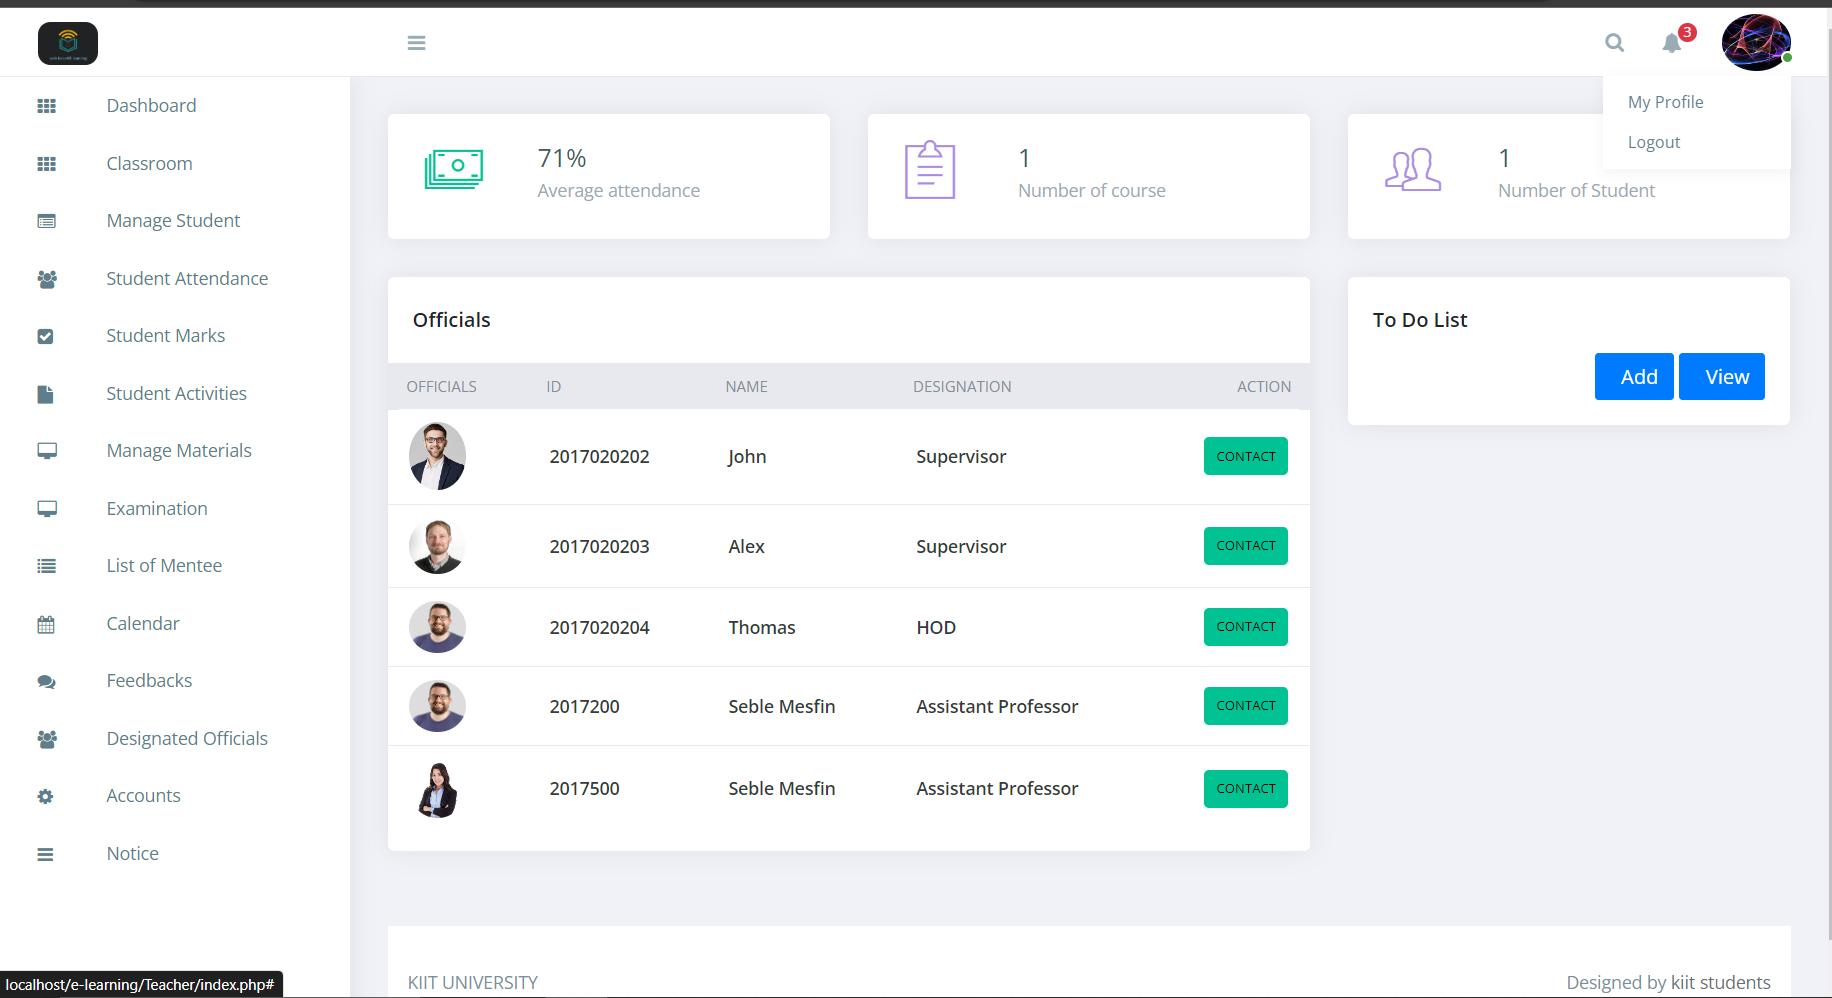 3
My Profile
Logout
Dashboard
Classroom
Manage Student
Student Attendance
Student Marks
Student Activities
Manage Materials
Examination
List of Mentee
Calendar
Feedbacks
Designated Officials
Accounts
Notice
71%
Average attendance
1
Number of course
1
Number of Student
Officials
OFFICIALS ID NAME DESIGNATION ACTION
2017020202 John Supervisor CONTACT
2017020203 Alex Supervisor CONTACT
2017020204 Thomas HOD CONTACT
2017200 Seble Mesfin Assistant Professor CONTACT
2017500 Seble Mesfin Assistant Professor CONTACT
To Do List
Add View
KIIT UNIVERSITY Designed by kiit students
localhost/e-learning/Teacher/index.php#